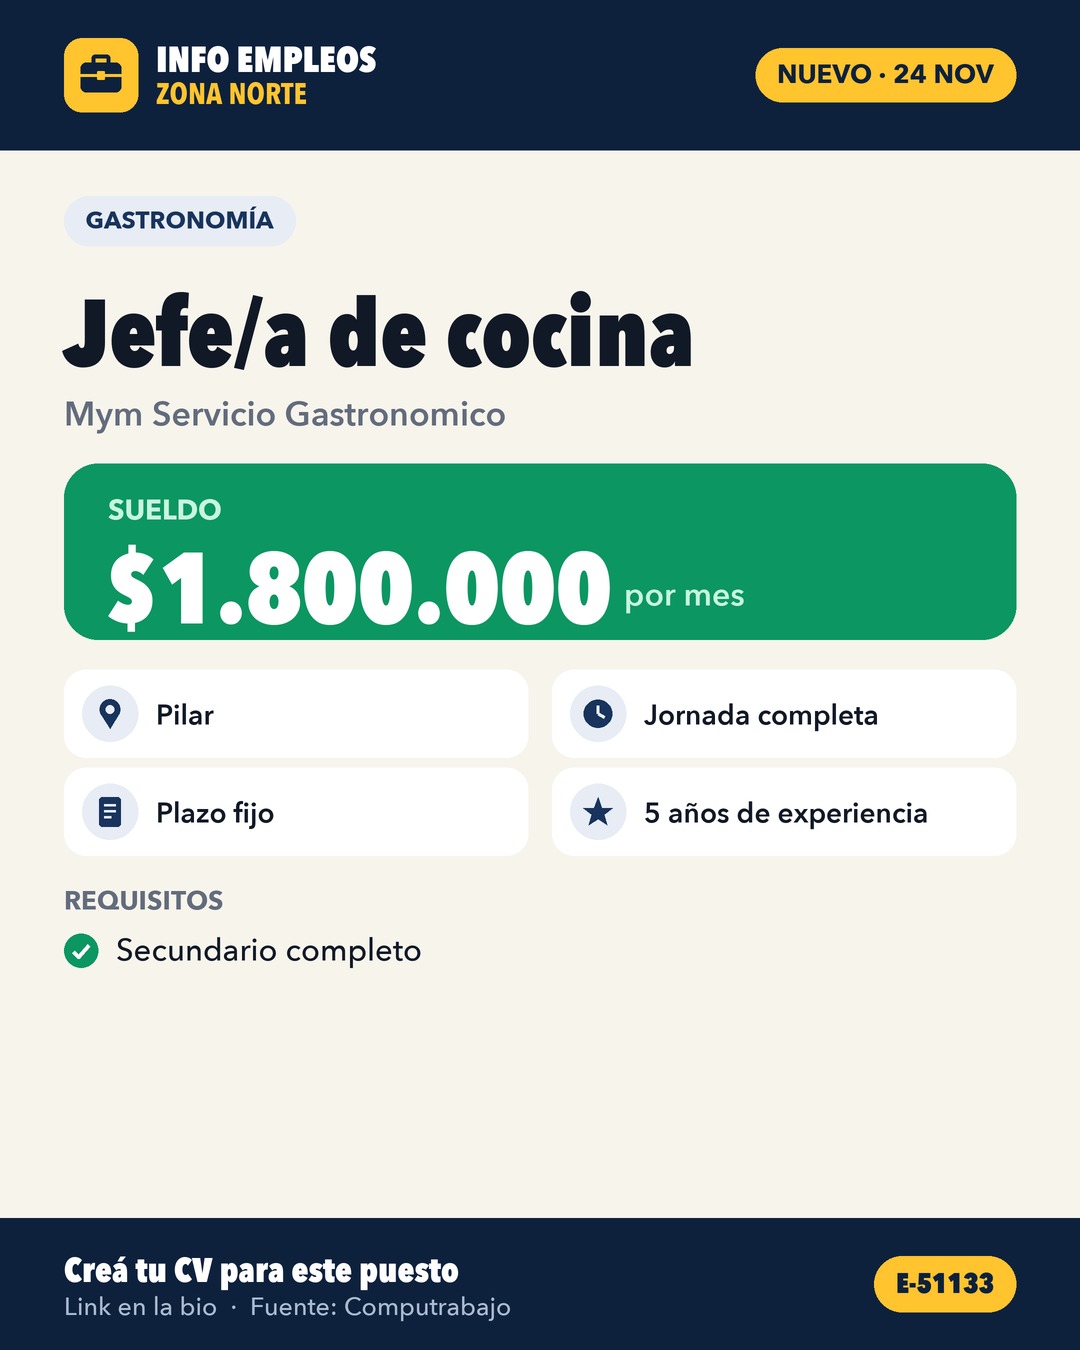 INFO EMPLEOS
ZONA NORTE
NUEVO · 24 NOV
GASTRONOMÍA
Jefe/a de cocina
Mym Servicio Gastronomico
SUELDO
$1.800.000 por mes
Pilar
Jornada completa
Plazo fijo
5 años de experiencia
REQUISITOS
Secundario completo
Creá tu CV para este puesto
Link en la bio · Fuente: Computrabajo
E-51133